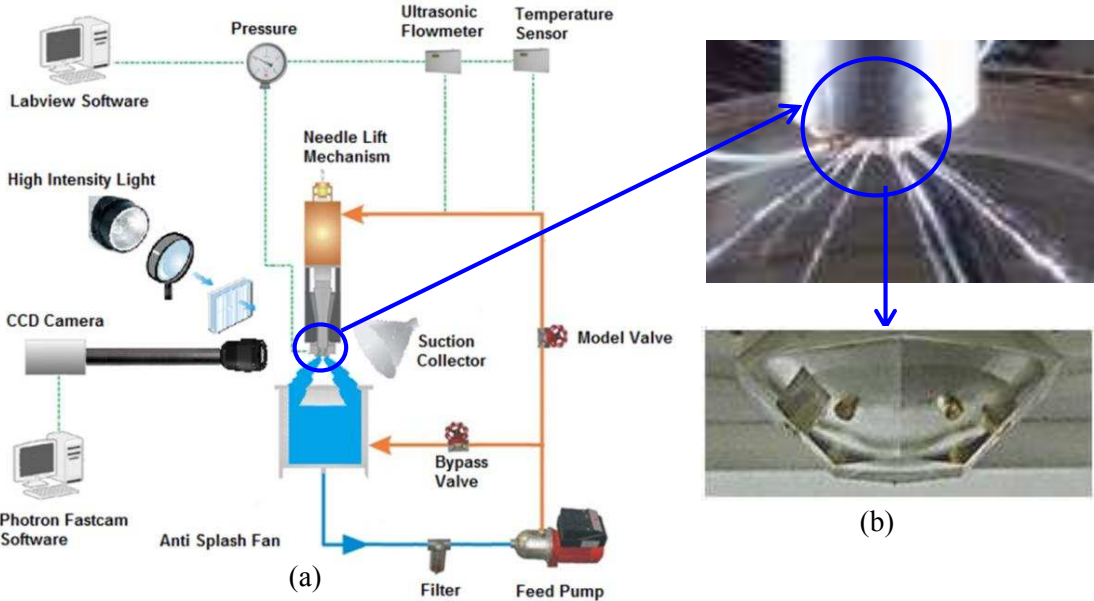 Ultrasonic
Flowmeter
Temperature
Sensor
Pressure
Labview Software
Needle Lift
Mechanism
High Intensity Light
CCD Camera
Suction
Collector
Model Valve
Bypass
Valve
Photron Fastcam
Software
Anti Splash Fan
(a)
Filter
Feed Pump
(b)